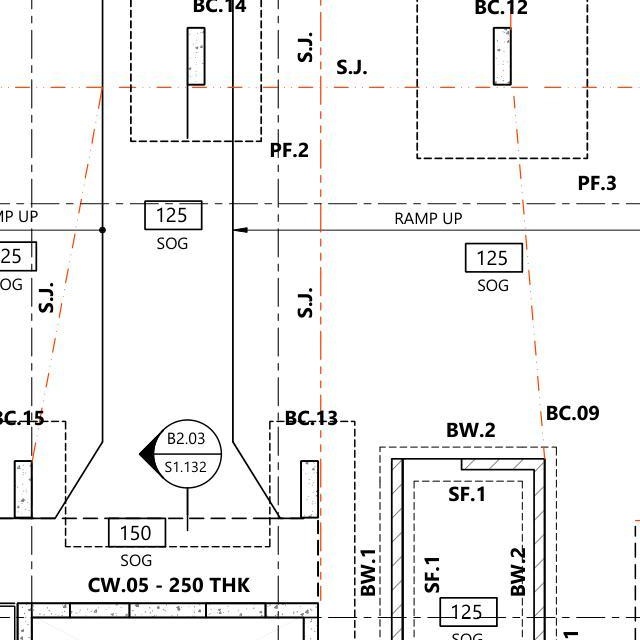 BC.14
BC.12
S.J.
S.J.
PF.2
PF.3
MP UP
125
SOG
RAMP UP
25
OG
125
SOG
S.J.
S.J.
BC.15
BC.13
BC.09
BW.2
B2.03
S1.132
SF.1
150
SOG
BW.1
SF.1
BW.2
CW.05 - 250 THK
125
SOG
1